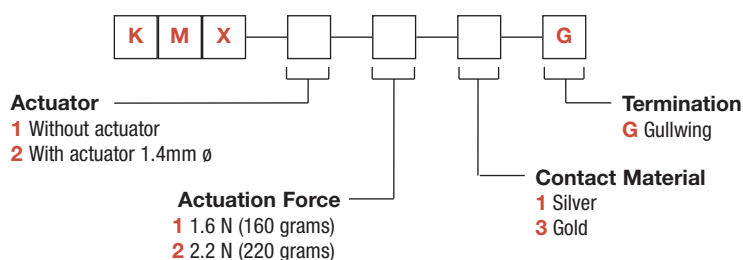 K M X G
Actuator
1 Without actuator
2 With actuator 1.4mm ø
Actuation Force
1 1.6 N (160 grams)
2 2.2 N (220 grams)
Contact Material
1 Silver
3 Gold
Termination
G Gullwing